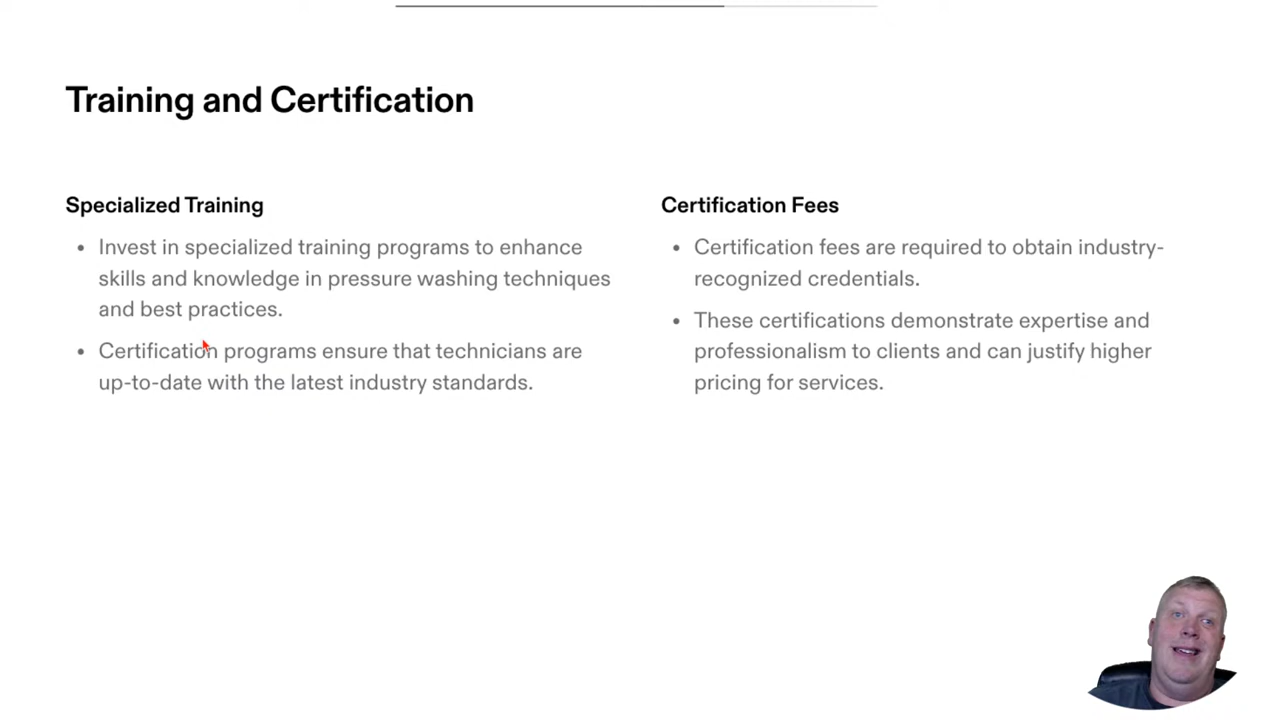 Training and Certification
Specialized Training
• Invest in specialized training programs to enhance
skills and knowledge in pressure washing techniques
and best practices.
• Certification programs ensure that technicians are
up-to-date with the latest industry standards.
Certification Fees
• Certification fees are required to obtain industry-
recognized credentials.
• These certifications demonstrate expertise and
professionalism to clients and can justify higher
pricing for services.